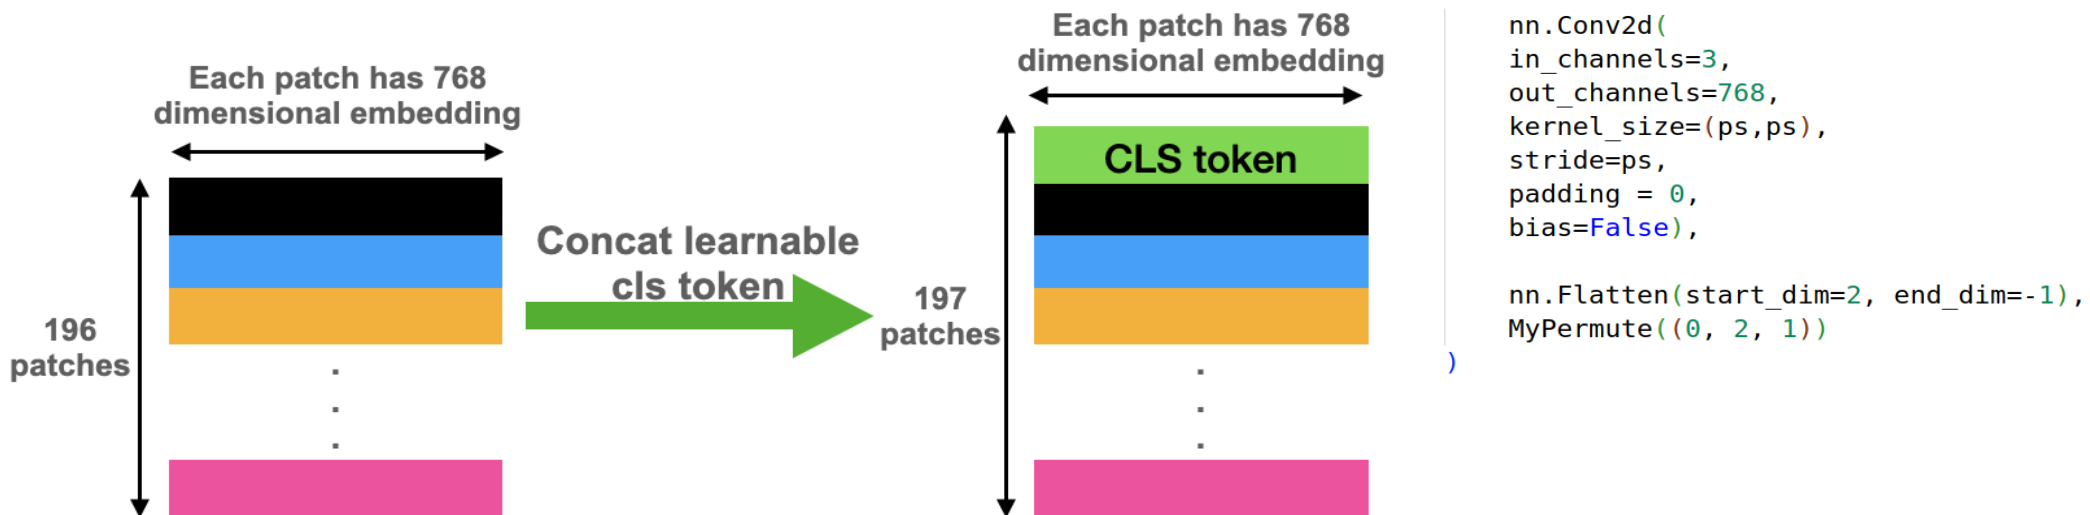 Each patch has 768
dimensional embedding
196
patches
Concat learnable
cls token
Each patch has 768
dimensional embedding
CLS token
197
patches
nn.Conv2d(
in_channels=3,
out_channels=768,
kernel_size=(ps,ps),
stride=ps,
padding = 0,
bias=False),
nn.Flatten(start_dim=2, end_dim=-1),
MyPermute((0, 2, 1))
)